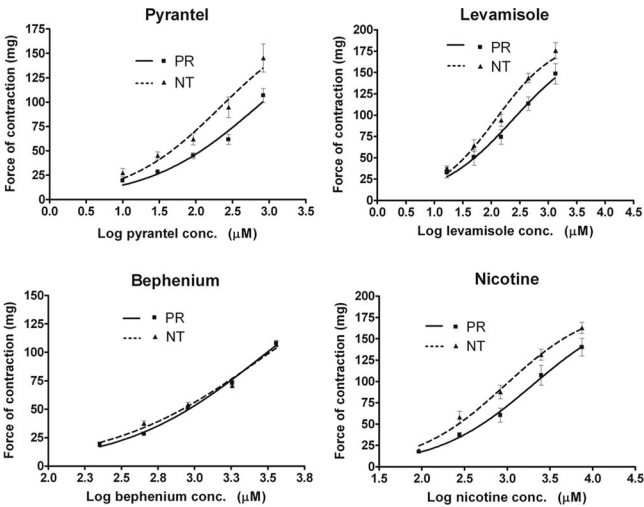 Pyrantel
Force of contraction (mg)
175
150
125
100
75
50
25
0
PR
NT
0.0 0.5 1.0 1.5 2.0 2.5 3.0 3.5
Log pyrantel conc. (μM)
Levamisole
Force of contraction (mg)
200
175
150
125
100
75
50
25
0
PR
NT
0.0 0.5 1.0 1.5 2.0 2.5 3.0 3.5 4.0 4.5
Log levamisole conc. (μM)
Bephenium
Force of contraction (mg)
150
125
100
75
50
25
0
PR
NT
2.0 2.3 2.5 2.8 3.0 3.3 3.5 3.8
Log bephenium conc. (μM)
Nicotine
Force of contraction (mg)
200
175
150
125
100
75
50
25
0
PR
NT
1.5 2.0 2.5 3.0 3.5 4.0 4.5
Log nicotine conc. (μM)